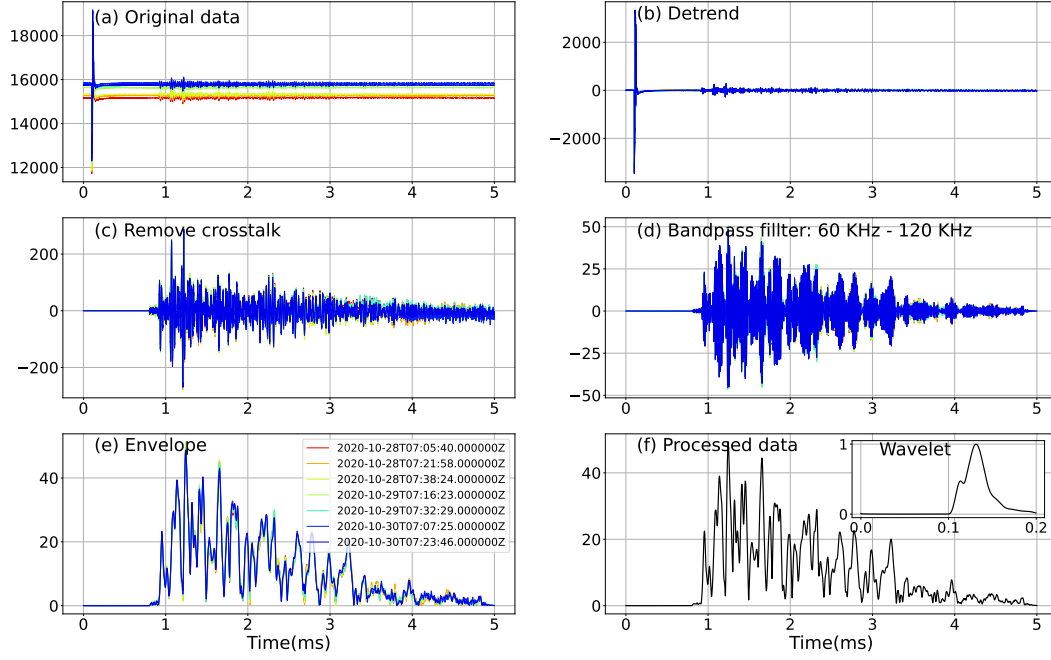 (a) Original data
18000
16000
14000
12000
0 1 2 3 4 5
(b) Detrend
2000
0
−2000
0 1 2 3 4 5
(c) Remove crosstalk
200
0
−200
0 1 2 3 4 5
(d) Bandpass fillter: 60 KHz - 120 KHz
50
25
0
−25
−50
0 1 2 3 4 5
(e) Envelope
2020-10-28T07:05:40.000000Z
2020-10-28T07:21:58.000000Z
2020-10-28T07:38:24.000000Z
2020-10-29T07:16:23.000000Z
2020-10-29T07:32:29.000000Z
2020-10-30T07:07:25.000000Z
2020-10-30T07:23:46.000000Z
40
20
0
0 1 2 3 4 5
Time(ms)
(f) Processed data
Wavelet
1
0
0.0 0.1 0.2
40
20
0
0 1 2 3 4 5
Time(ms)